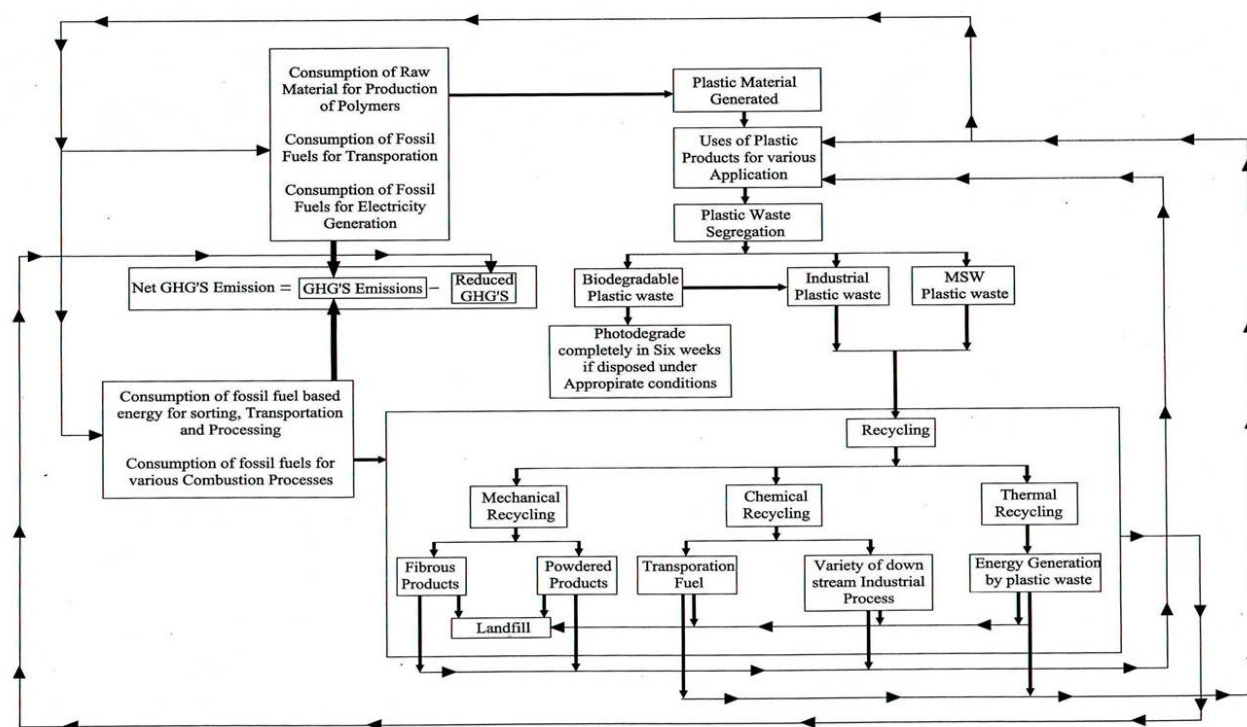 Consumption of Raw
Material for Production
of Polymers
Consumption of Fossil
Fuels for Transporation
Consumption of Fossil
Fuels for Electricity
Generation
Plastic Material
Generated
Uses of Plastic
Products for various
Application
Plastic Waste
Segregation
Net GHG'S Emission = GHG'S Emissions − Reduced
GHG'S
Biodegradable
Plastic waste
Industrial
Plastic waste
MSW
Plastic waste
Photodegrade
completely in Six weeks
if disposed under
Appropirate conditions
Consumption of fossil fuel based
energy for sorting, Transportation
and Processing
Consumption of fossil fuels for
various Combustion Processes
Recycling
Mechanical
Recycling
Chemical
Recycling
Thermal
Recycling
Fibrous
Products
Powdered
Products
Transporation
Fuel
Variety of down
stream Industrial
Process
Energy Generation
by plastic waste
Landfill